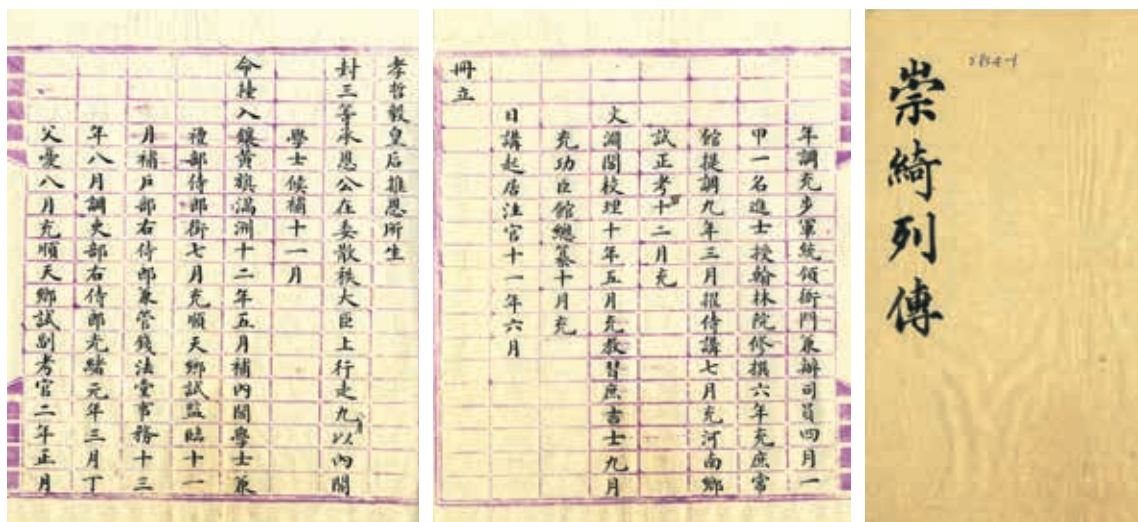 崇綺列傳
年調充步軍統領衙門兼辦司員四月一
甲一名進士授翰林院修撰六年充庶常
館提調九年三月擢侍講七月充河南鄉
試正考官十二月充
文淵閣校理十年五月充教習庶吉士九月
充功臣館總纂十月充
日講起居注官十一年六月
冊立
孝哲毅皇后推恩所生
封三等承恩公在委散秩大臣上行走九月以內閣
學士候補十一月
命擡入鑲黃旗滿洲十二年五月補內閣學士兼
禮部侍郎銜七月充順天鄉試監臨十一
月補戶部右侍郎兼管錢法堂事務十三
年八月調吏部右侍郎光緒元年三月丁
父憂八月充順天鄉試副考官二年正月